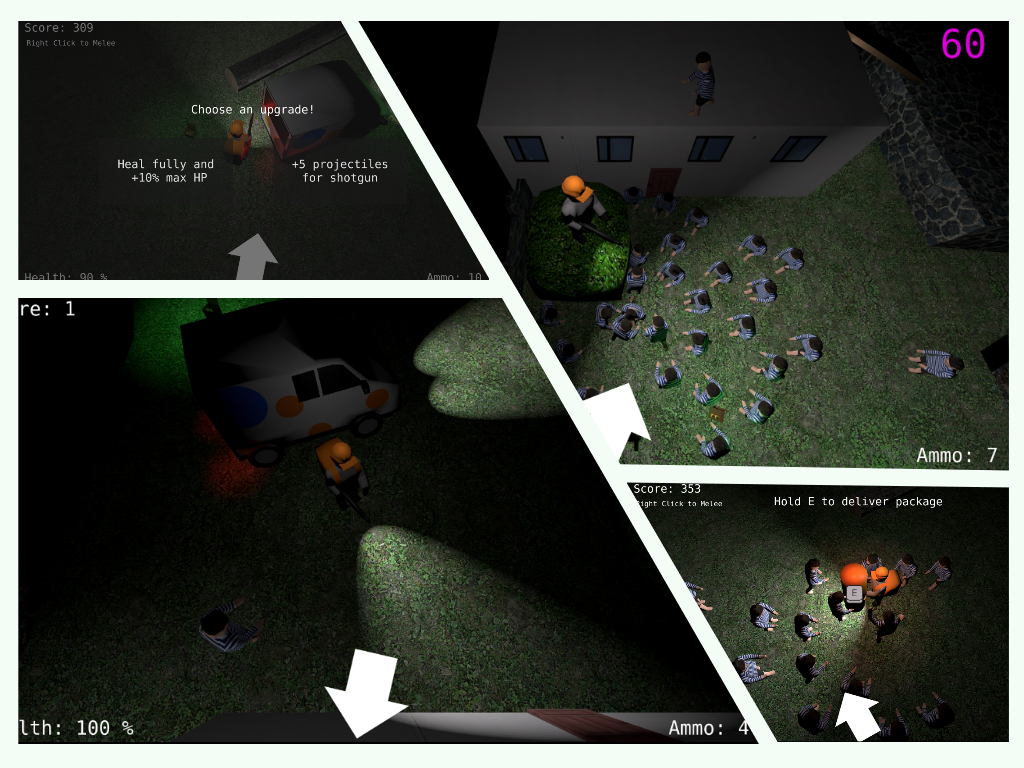 Score: 309
Right Click to Melee
Choose an upgrade!
Heal fully and
+10% max HP
+5 projectiles
for shotgun
Health: 90 %
Ammo: 10
60
Ammo: 7
re: 1
lth: 100 %
Ammo: 4
Score: 353
Right Click to Melee
Hold E to deliver package
E